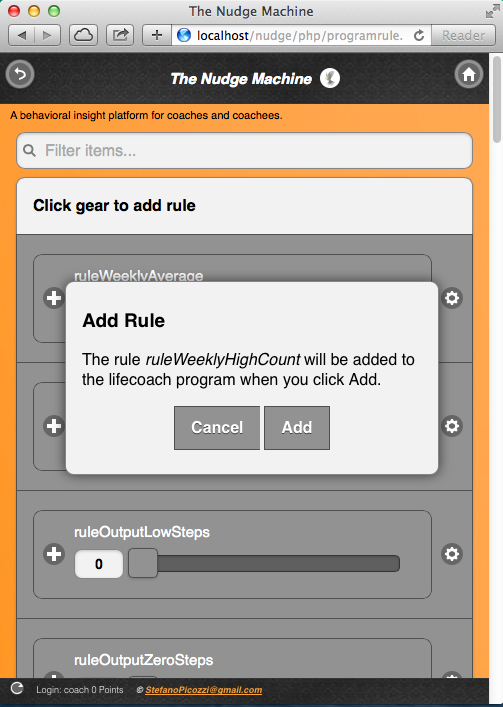 The Nudge Machine
localhost/nudge/php/programrule.
Reader
The Nudge Machine
A behavioral insight platform for coaches and coachees.
Filter items...
Click gear to add rule
ruleWeeklyAverage
Add Rule
The rule ruleWeeklyHighCount will be added to
the lifecoach program when you click Add.
Cancel Add
ruleOutputLowSteps
0
ruleOutputZeroSteps
Login: coach 0 Points © StefanoPicozzi@gmail.com